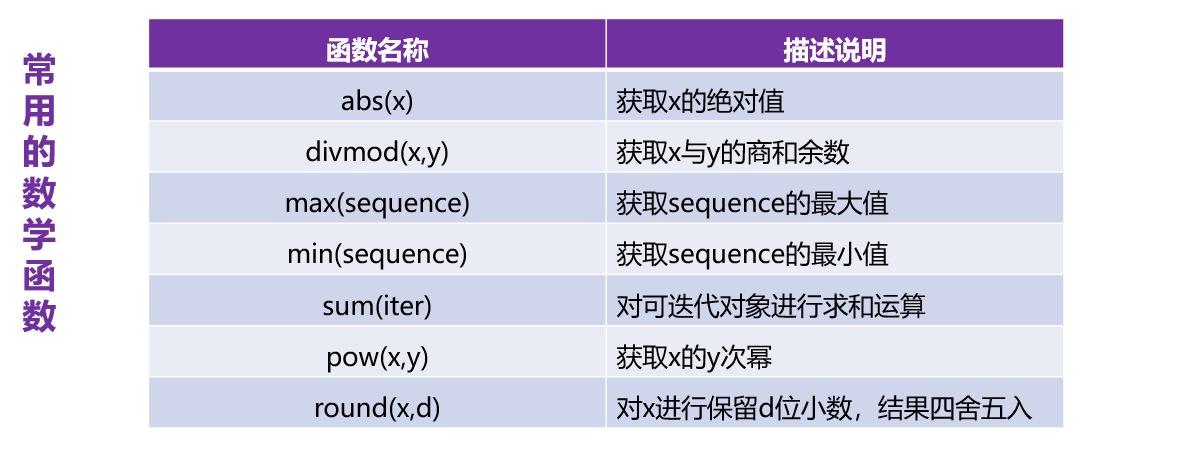 常用的数学函数
函数名称 描述说明
abs(x) 获取x的绝对值
divmod(x,y) 获取x与y的商和余数
max(sequence) 获取sequence的最大值
min(sequence) 获取sequence的最小值
sum(iter) 对可迭代对象进行求和运算
pow(x,y) 获取x的y次幂
round(x,d) 对x进行保留d位小数，结果四舍五入